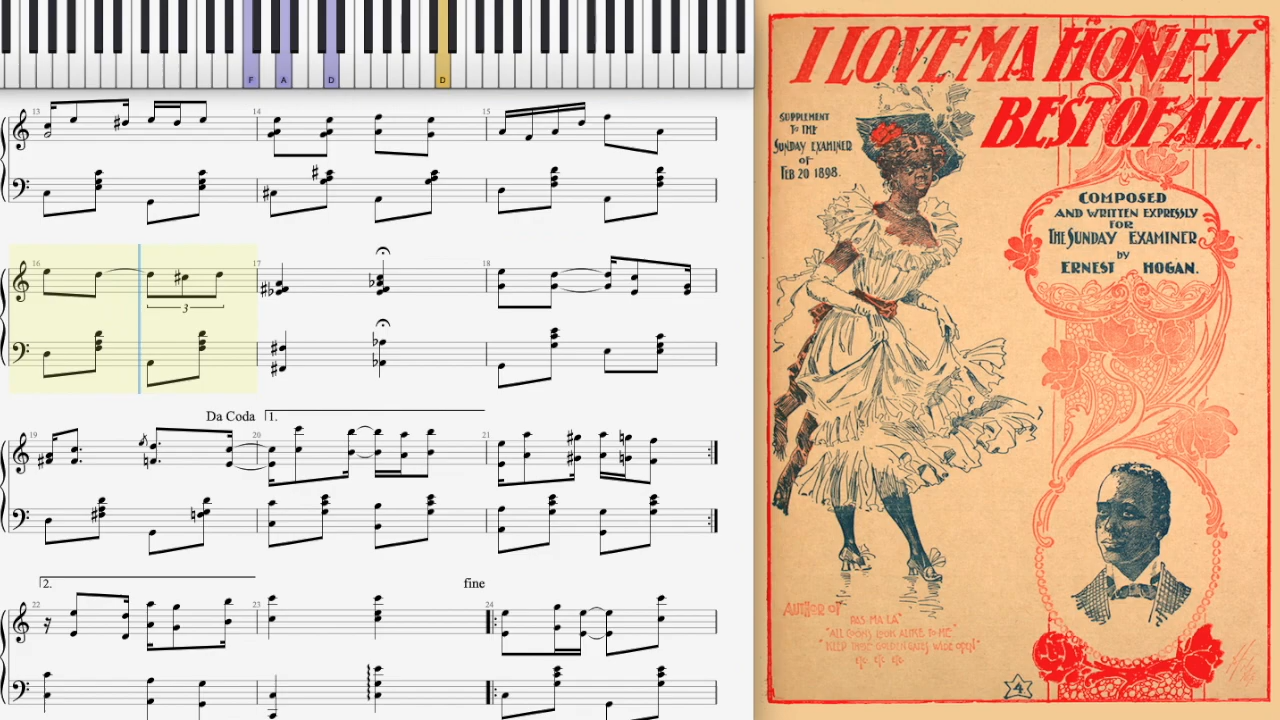 F A D D
13 14 15
16 17 18
3
Da Coda 1.
19 20 21
2. fine
22 23 24
I LOVE MA HONEY
BEST OF ALL.
SUPPLEMENT
TO THE
SUNDAY EXAMINER
OF
FEB 20 1898.
COMPOSED
AND WRITTEN EXPRESSLY
FOR
THE SUNDAY EXAMINER
BY
ERNEST HOGAN.
AUTHOR OF
"PAS MA LA"
"ALL COONS LOOK ALIKE TO ME"
"KEEP THOSE GOLDEN GATES WIDE OPEN"
ETC ETC ETC.
4